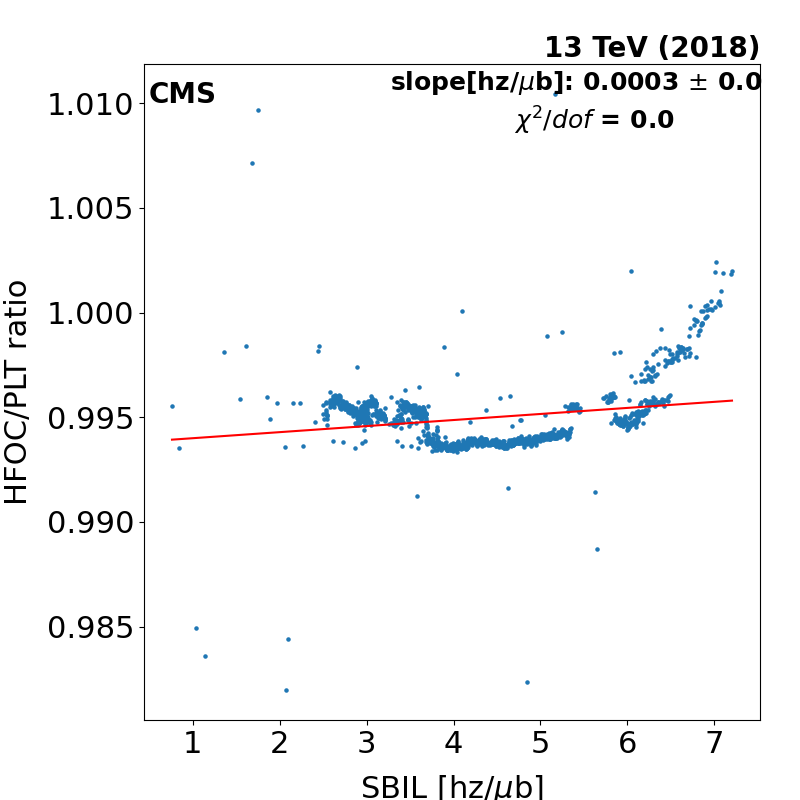 13 TeV (2018)
CMS
slope[hz/μb]: 0.0003 ± 0.0
χ²/dof = 0.0
HFOC/PLT ratio
1.010
1.005
1.000
0.995
0.990
0.985
1 2 3 4 5 6 7
SBIL [hz/μb]